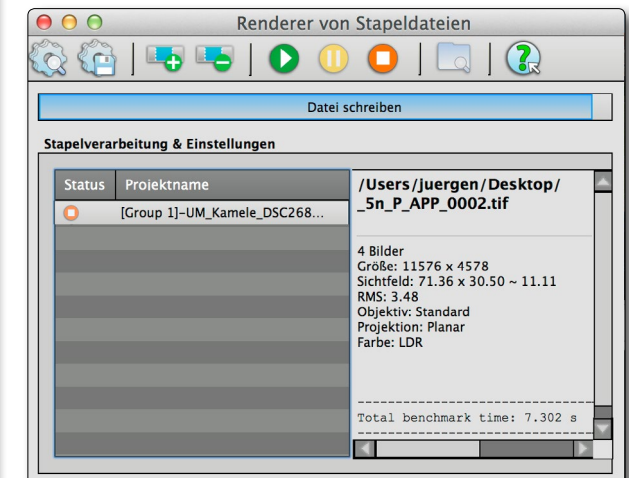 Renderer von Stapeldateien
Datei schreiben
Stapelverarbeitung & Einstellungen
Status Projektname
[Group 1]-UM_Kamele_DSC268...
/Users/juergen/Desktop/
_5n_P_APP_0002.tif
4 Bilder
Größe: 11576 x 4578
Sichtfeld: 71.36 x 30.50 ~ 11.11
RMS: 3.48
Objektiv: Standard
Projektion: Planar
Farbe: LDR
--------------------------
Total benchmark time: 7.302 s
--------------------------